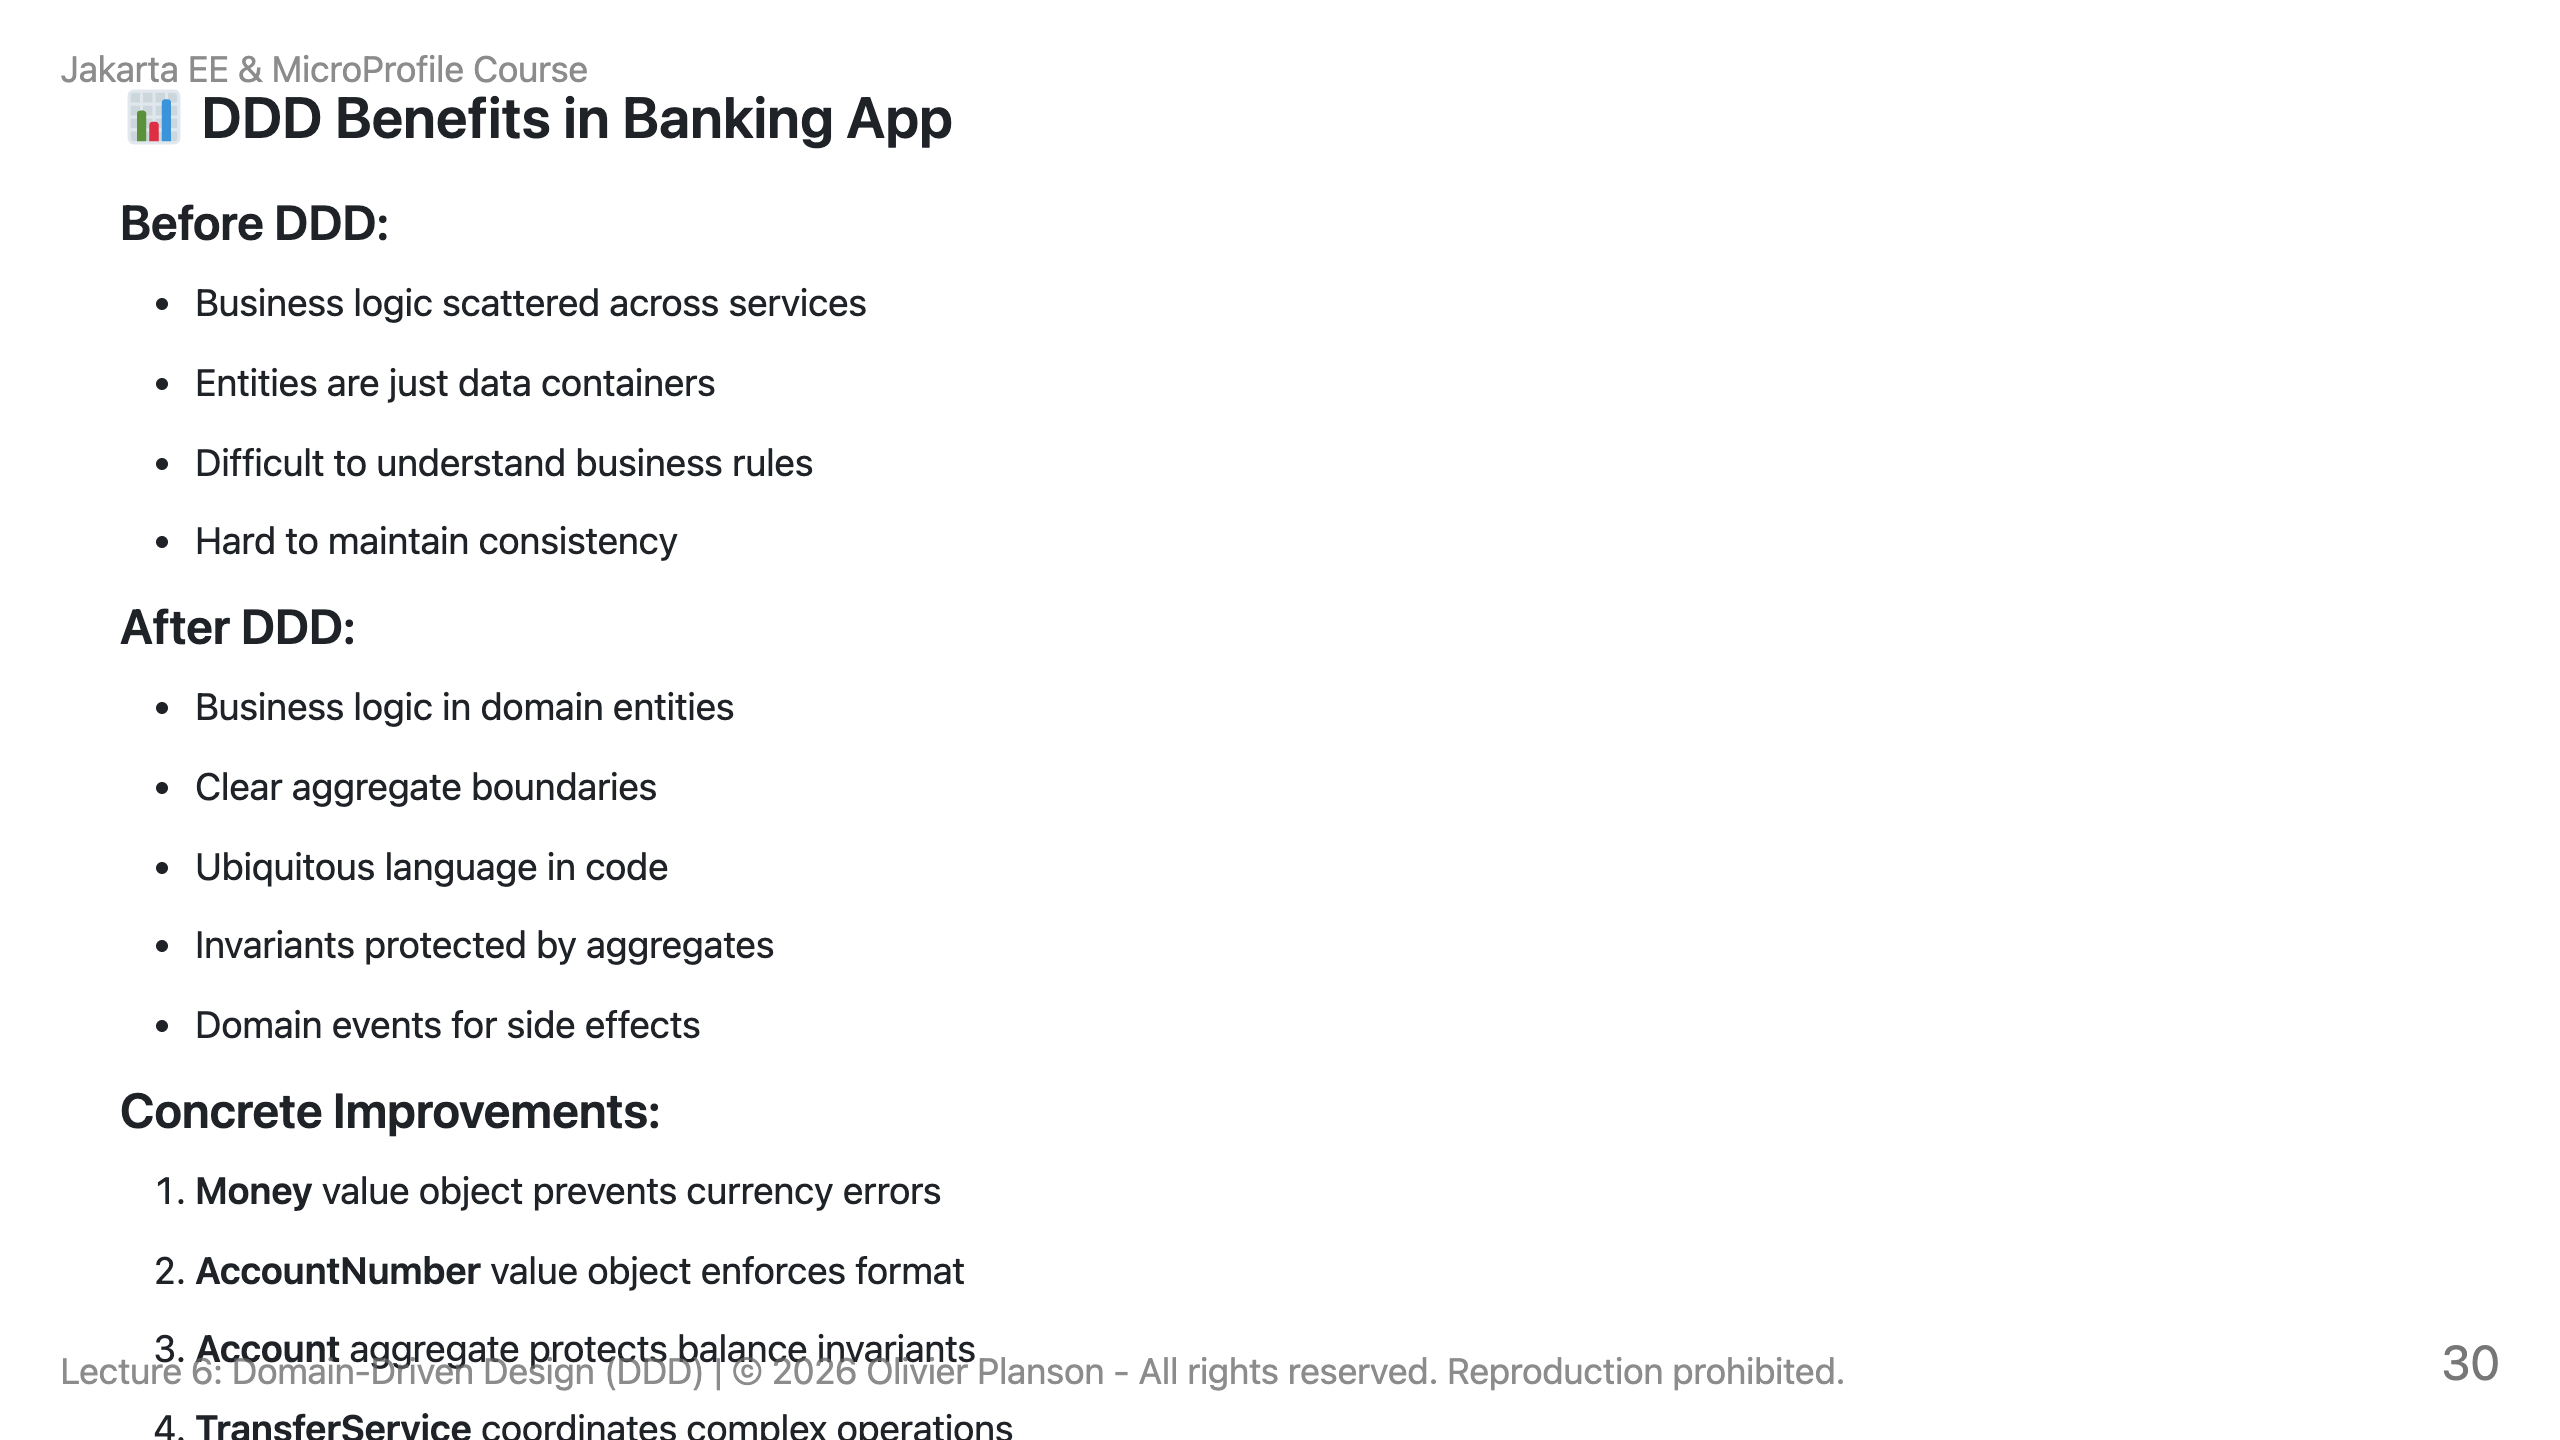 Jakarta EE & MicroProfile Course
📊 DDD Benefits in Banking App
Before DDD:
• Business logic scattered across services
• Entities are just data containers
• Difficult to understand business rules
• Hard to maintain consistency
After DDD:
• Business logic in domain entities
• Clear aggregate boundaries
• Ubiquitous language in code
• Invariants protected by aggregates
• Domain events for side effects
Concrete Improvements:
1. Money value object prevents currency errors
2. AccountNumber value object enforces format
3. Account aggregate protects balance invariants
Lecture 6: Domain-Driven Design (DDD) | © 2026 Olivier Planson - All rights reserved. Reproduction prohibited.
30
4. TransferService coordinates complex operations